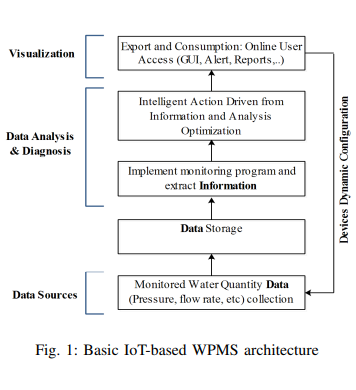 Visualization
Export and Consumption: Online User
Access (GUI, Alert, Reports,..)
Data Analysis
& Diagnosis
Intelligent Action Driven from
Information and Analysis
Optimization
Implement monitoring program and
extract Information
Data Storage
Data Sources
Monitored Water Quantity Data
(Pressure, flow rate, etc) collection
Devices Dynamic Configuration
Fig. 1: Basic IoT-based WPMS architecture